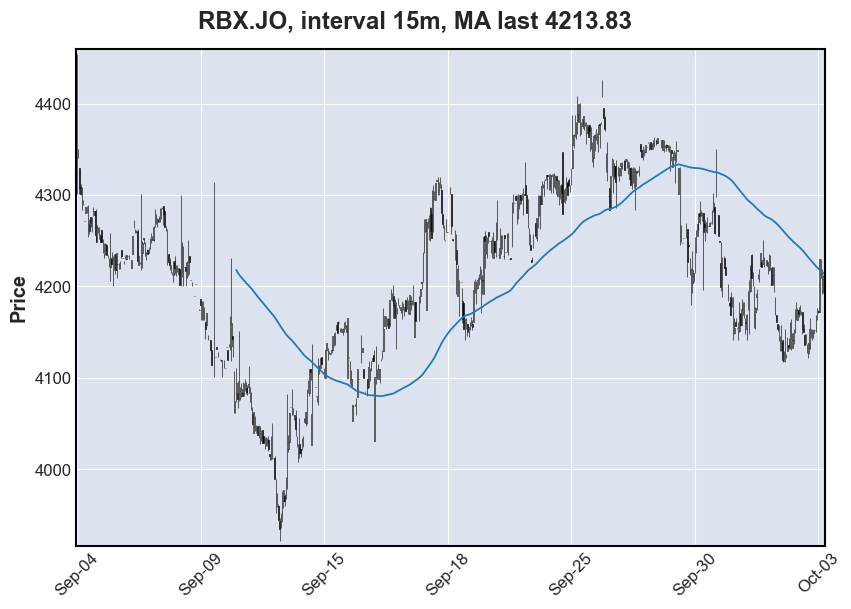 RBX.JO, interval 15m, MA last 4213.83
Price
4400
4300
4200
4100
4000
Sep-04
Sep-09
Sep-15
Sep-18
Sep-25
Sep-30
Oct-03